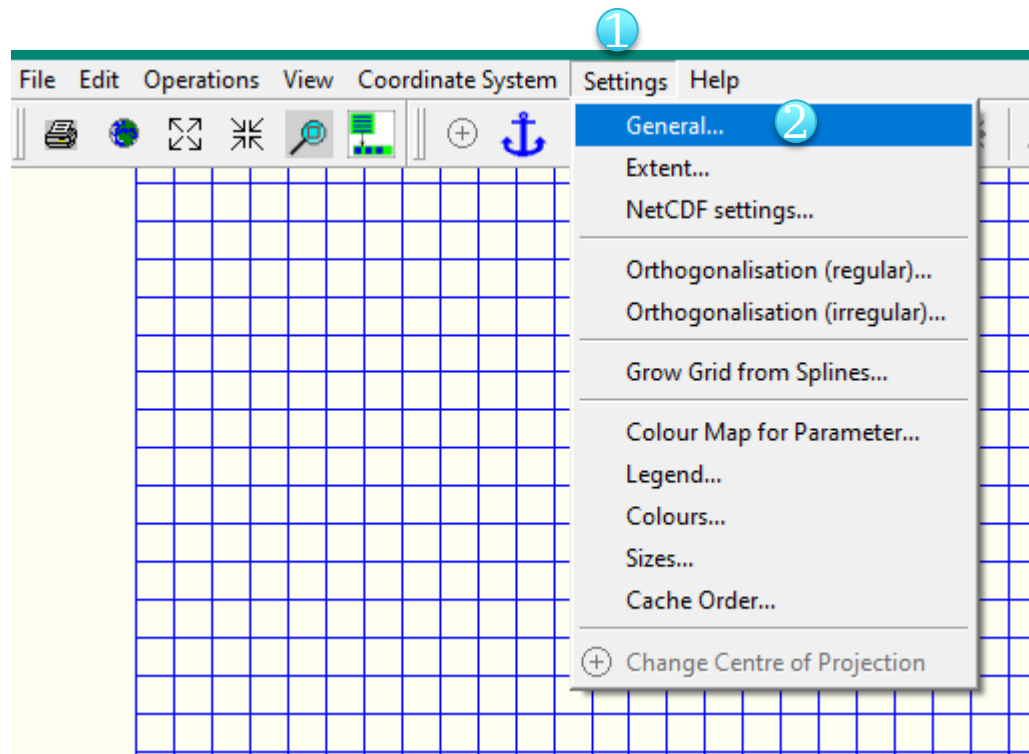 1
File Edit Operations View Coordinate System Settings Help
General... 2
Extent...
NetCDF settings...
Orthogonalisation (regular)...
Orthogonalisation (irregular)...
Grow Grid from Splines...
Colour Map for Parameter...
Legend...
Colours...
Sizes...
Cache Order...
Change Centre of Projection